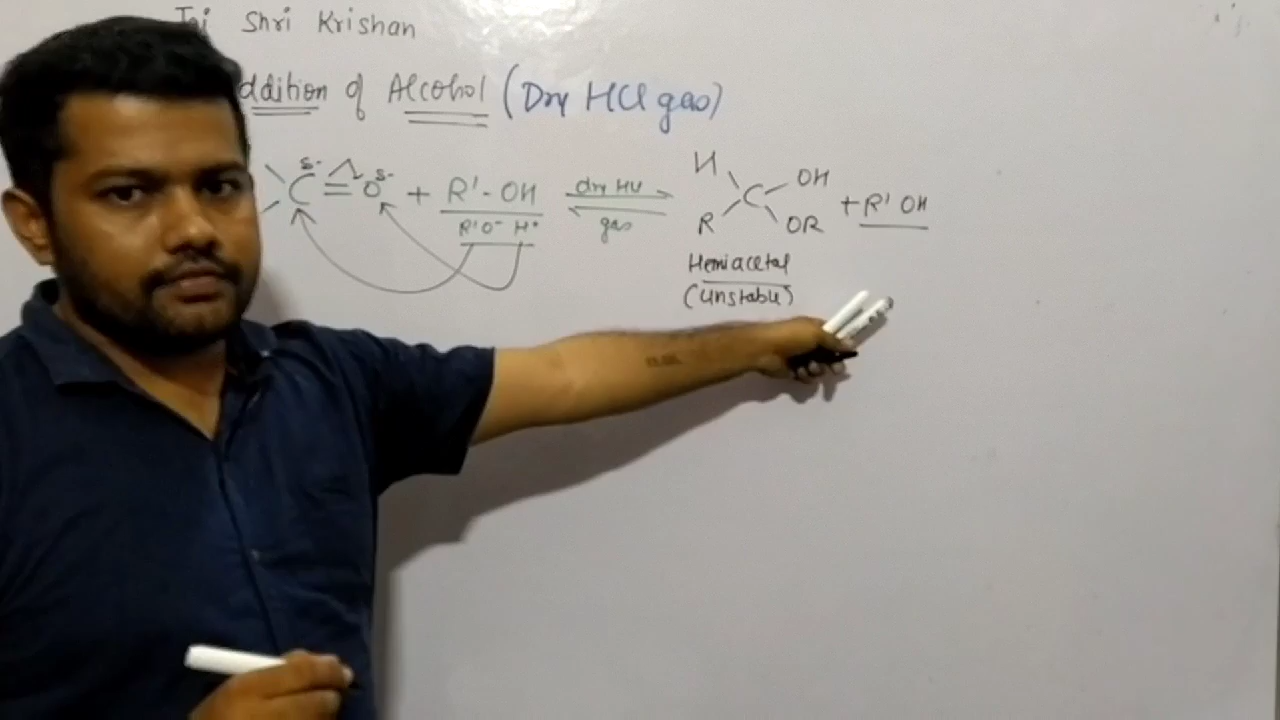 Jai Shri Krishan
ddition of Alcohol (Dry HCl gas)
C=O + R'-OH dry HCl gas
δ- δ-
R'O⁻ H⁺
H R C OH OR + R' OH
Hemiacetal
(Unstable)